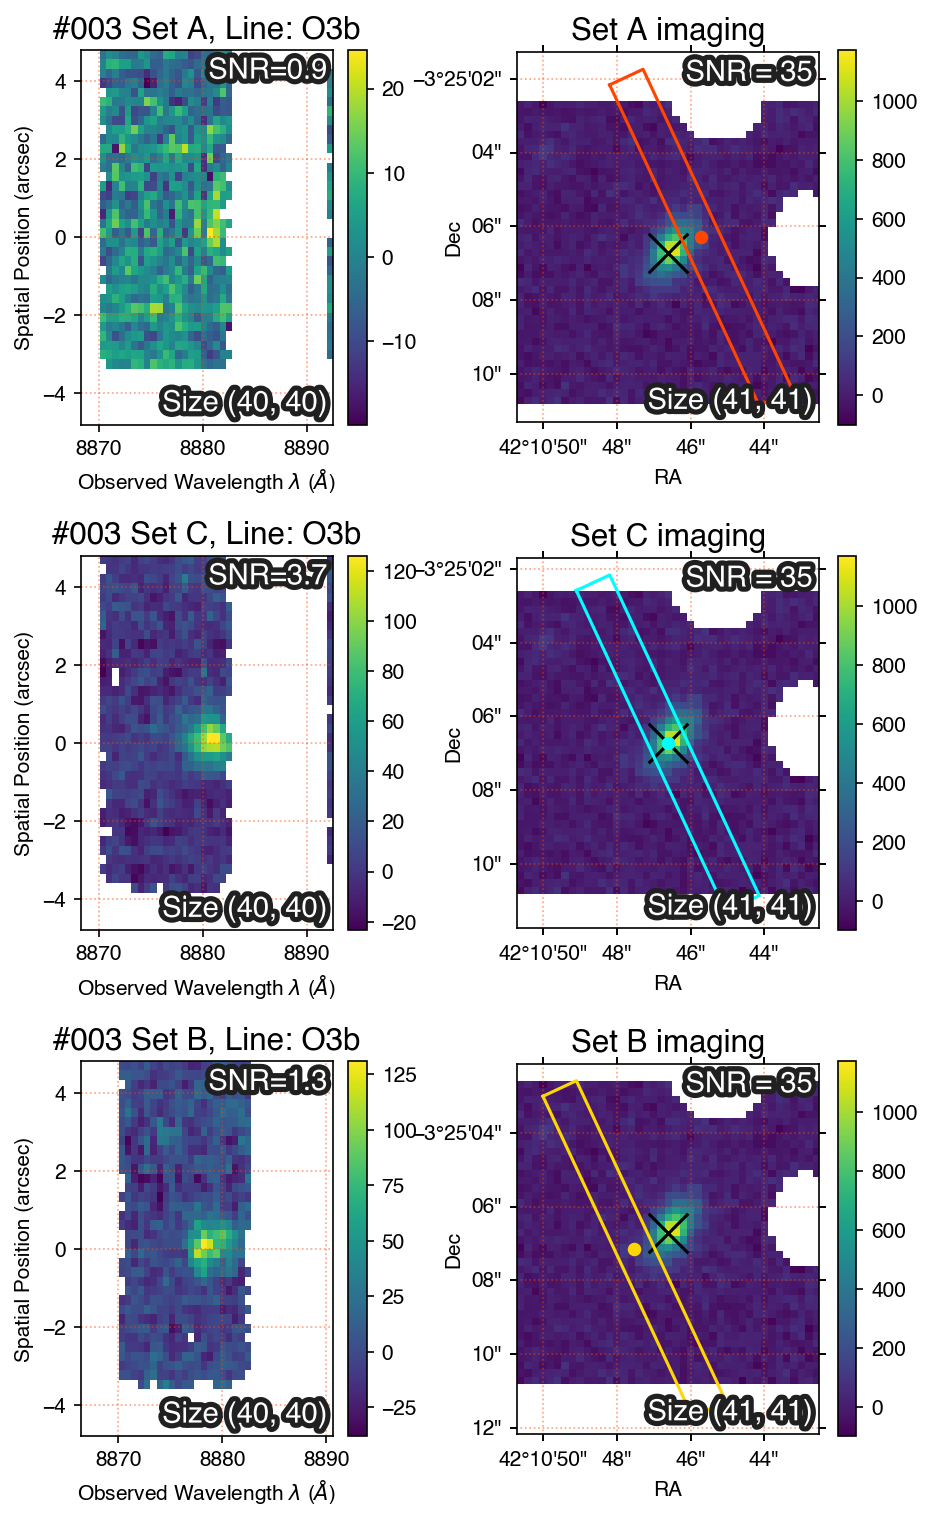 #003 Set A, Line: O3b
SNR=0.9
4
2
0
−2
−4
Spatial Position (arcsec)
Size (40, 40)
8870 8880 8890
Observed Wavelength λ (Å)
20
10
0
−10
Set A imaging
SNR = 35
−3°25'02"
04"
06"
08"
10"
Dec
Size (41, 41)
42°10'50" 48" 46" 44"
RA
1000
800
600
400
200
0
#003 Set C, Line: O3b
SNR=3.7
4
2
0
−2
−4
Spatial Position (arcsec)
Size (40, 40)
8870 8880 8890
Observed Wavelength λ (Å)
120
100
80
60
40
20
0
−20
Set C imaging
SNR = 35
−3°25'02"
04"
06"
08"
10"
Dec
Size (41, 41)
42°10'50" 48" 46" 44"
RA
1000
800
600
400
200
0
#003 Set B, Line: O3b
SNR=1.3
4
2
0
−2
−4
Spatial Position (arcsec)
Size (40, 40)
8870 8880 8890
Observed Wavelength λ (Å)
125
100
75
50
25
0
−25
Set B imaging
SNR = 35
−3°25'04"
06"
08"
10"
12"
Dec
Size (41, 41)
42°10'50" 48" 46" 44"
RA
1000
800
600
400
200
0